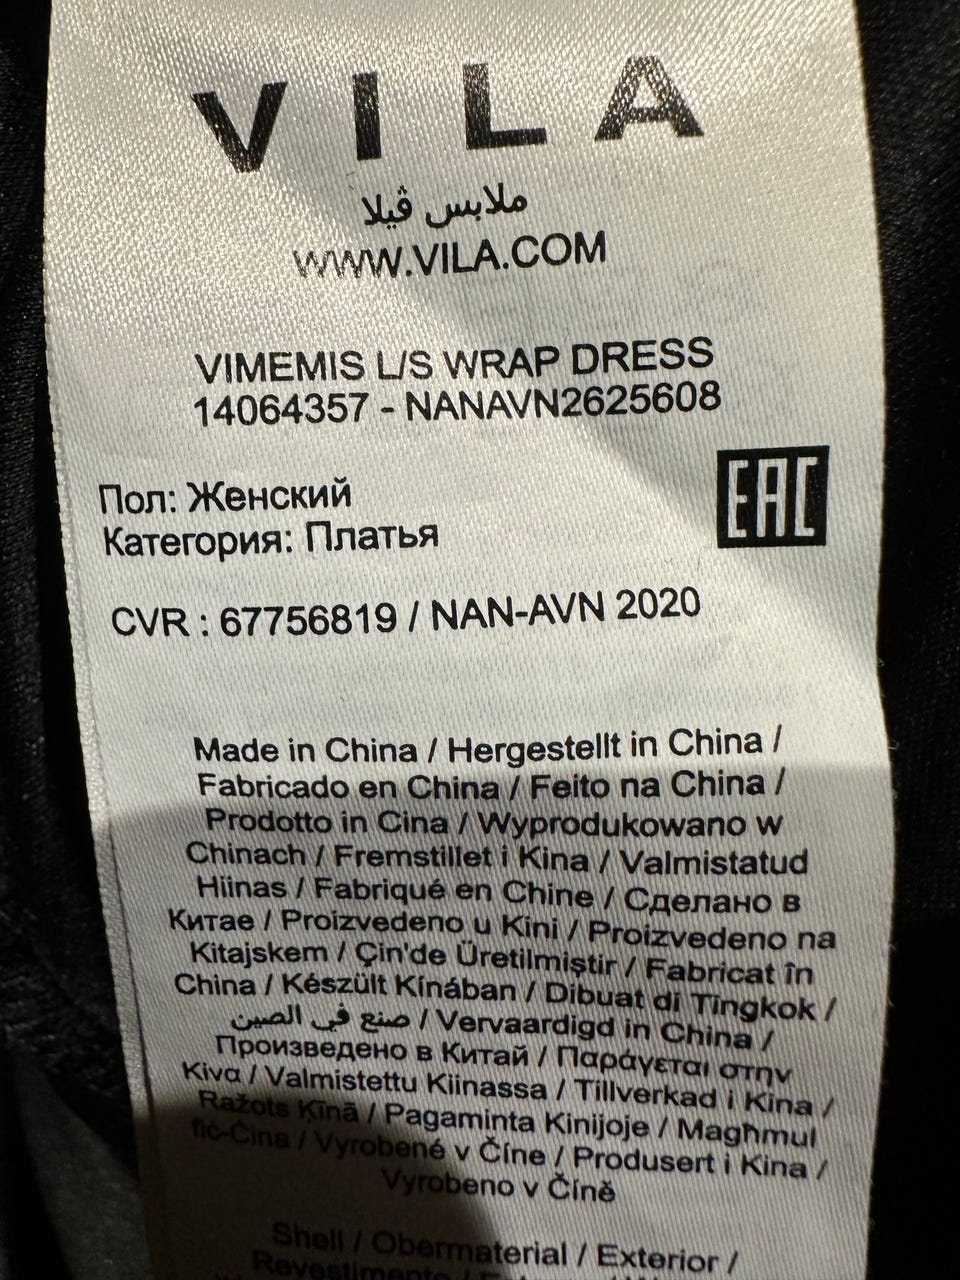 VILA
ملابس ڤيلا
WWW.VILA.COM
VIMEMIS L/S WRAP DRESS
14064357 - NANAVN2625608
EAC
Пол: Женский
Категория: Платья
CVR : 67756819 / NAN-AVN 2020
Made in China / Hergestellt in China /
Fabricado en China / Feito na China /
Prodotto in Cina / Wyprodukowano w
Chinach / Fremstillet i Kina / Valmistatud
Hiinas / Fabriqué en Chine / Сделано в
Китае / Proizvedeno u Kini / Proizvedeno na
Kitajskem / Çin'de Üretilmiştir / Fabricat în
China / Készült Kínában / Dibuat di Tingkok /
صنع في الصين / Vervaardigd in China /
Произведено в Китай / Παράγεται στην
Kiνα / Valmistettu Kiinassa / Tillverkad i Kina /
Ražots Ķīnā / Pagaminta Kinijoje / Magħmul
fiċ-Ċina / Vyrobené v Číne / Produsert i Kina /
Vyrobeno v Číně
Shell / Obermaterial / Exterior /